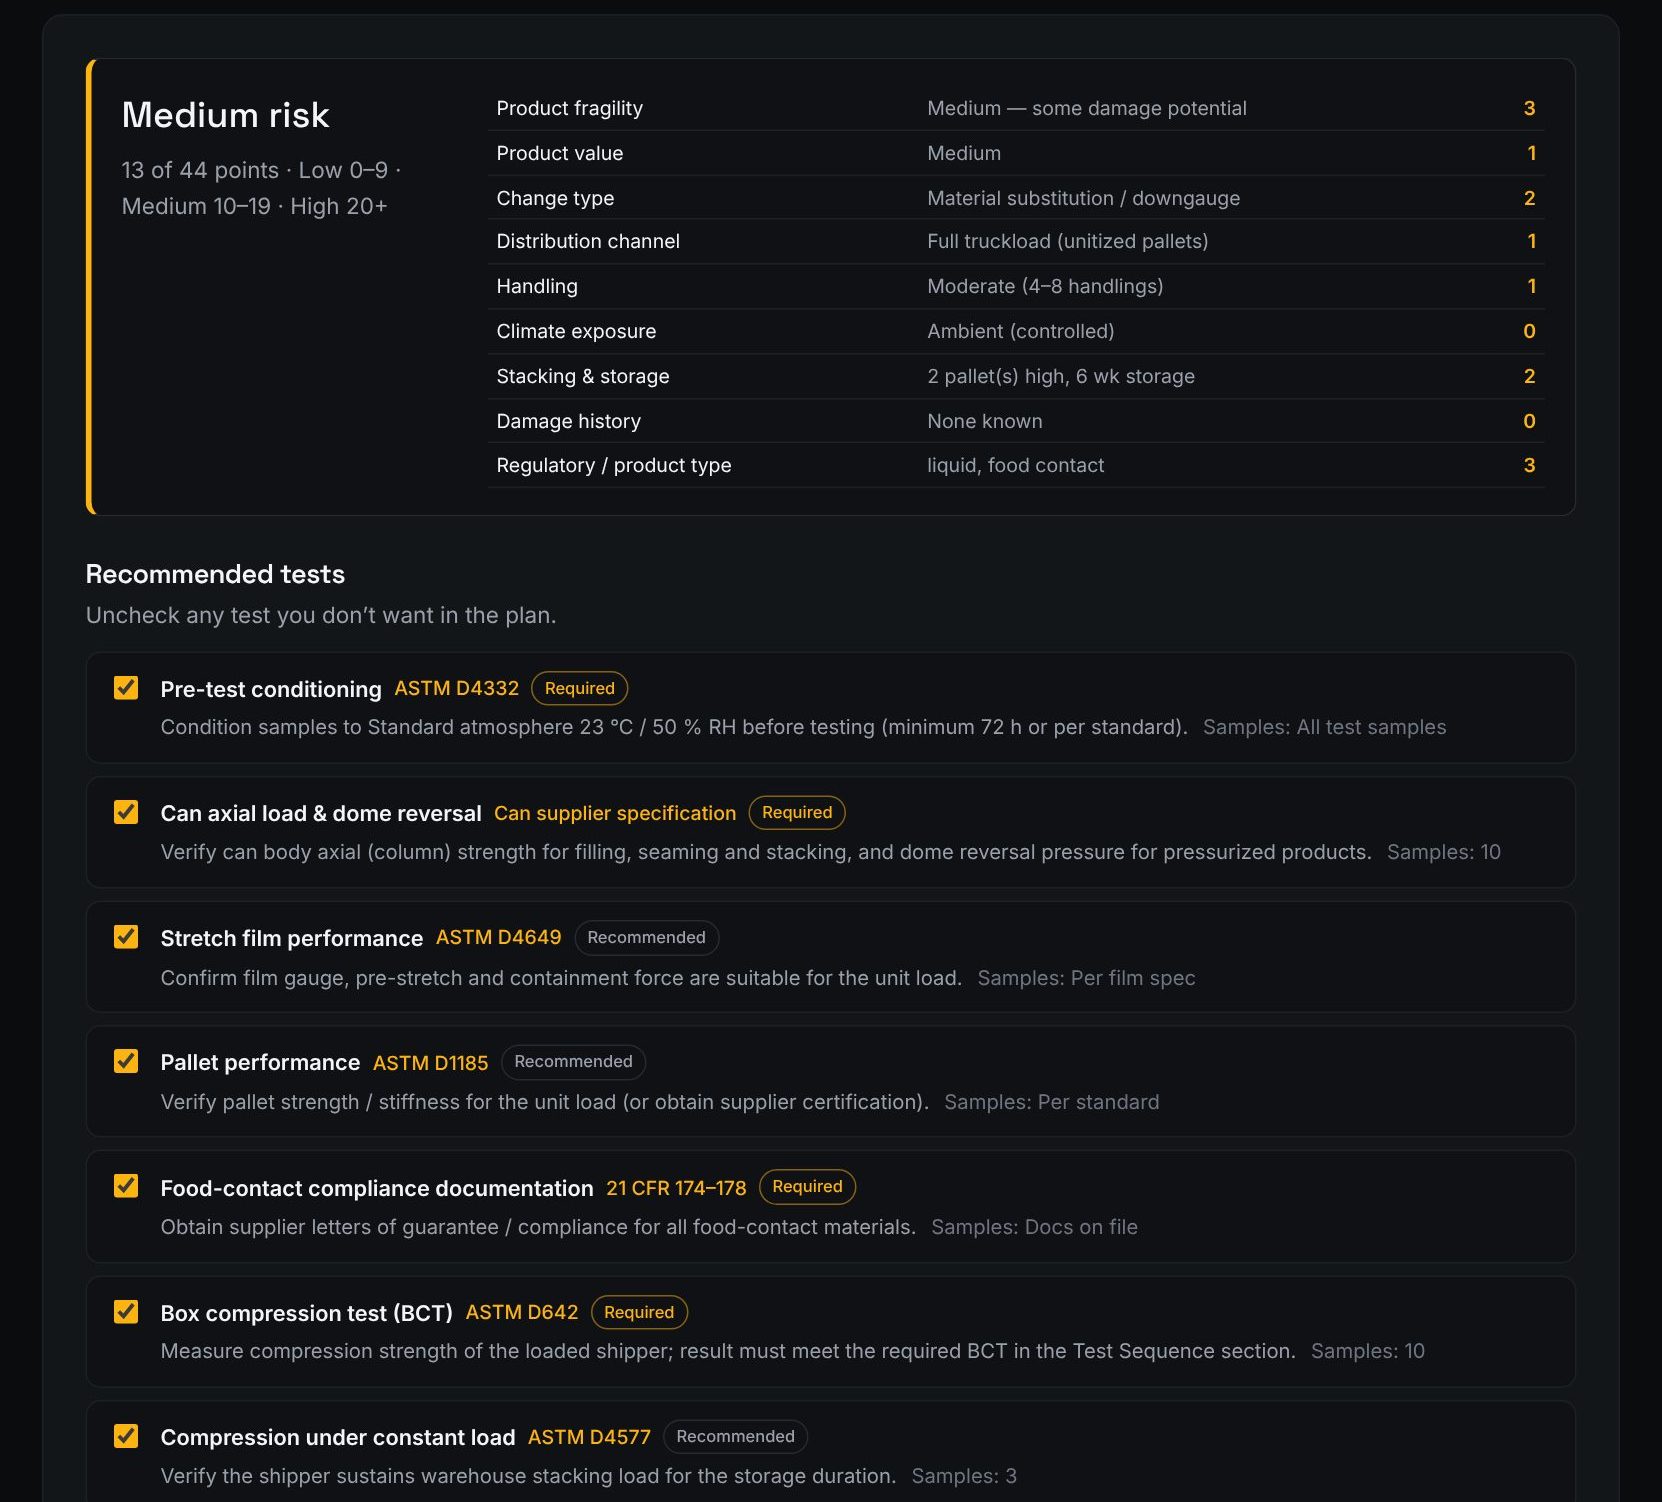 Medium risk
13 of 44 points · Low 0–9 ·
Medium 10–19 · High 20+
Product fragility Medium — some damage potential 3
Product value Medium 1
Change type Material substitution / downgauge 2
Distribution channel Full truckload (unitized pallets) 1
Handling Moderate (4–8 handlings) 1
Climate exposure Ambient (controlled) 0
Stacking & storage 2 pallet(s) high, 6 wk storage 2
Damage history None known 0
Regulatory / product type liquid, food contact 3
Recommended tests
Uncheck any test you don’t want in the plan.
Pre-test conditioning ASTM D4332 Required
Condition samples to Standard atmosphere 23 °C / 50 % RH before testing (minimum 72 h or per standard). Samples: All test samples
Can axial load & dome reversal Can supplier specification Required
Verify can body axial (column) strength for filling, seaming and stacking, and dome reversal pressure for pressurized products. Samples: 10
Stretch film performance ASTM D4649 Recommended
Confirm film gauge, pre-stretch and containment force are suitable for the unit load. Samples: Per film spec
Pallet performance ASTM D1185 Recommended
Verify pallet strength / stiffness for the unit load (or obtain supplier certification). Samples: Per standard
Food-contact compliance documentation 21 CFR 174–178 Required
Obtain supplier letters of guarantee / compliance for all food-contact materials. Samples: Docs on file
Box compression test (BCT) ASTM D642 Required
Measure compression strength of the loaded shipper; result must meet the required BCT in the Test Sequence section. Samples: 10
Compression under constant load ASTM D4577 Recommended
Verify the shipper sustains warehouse stacking load for the storage duration. Samples: 3